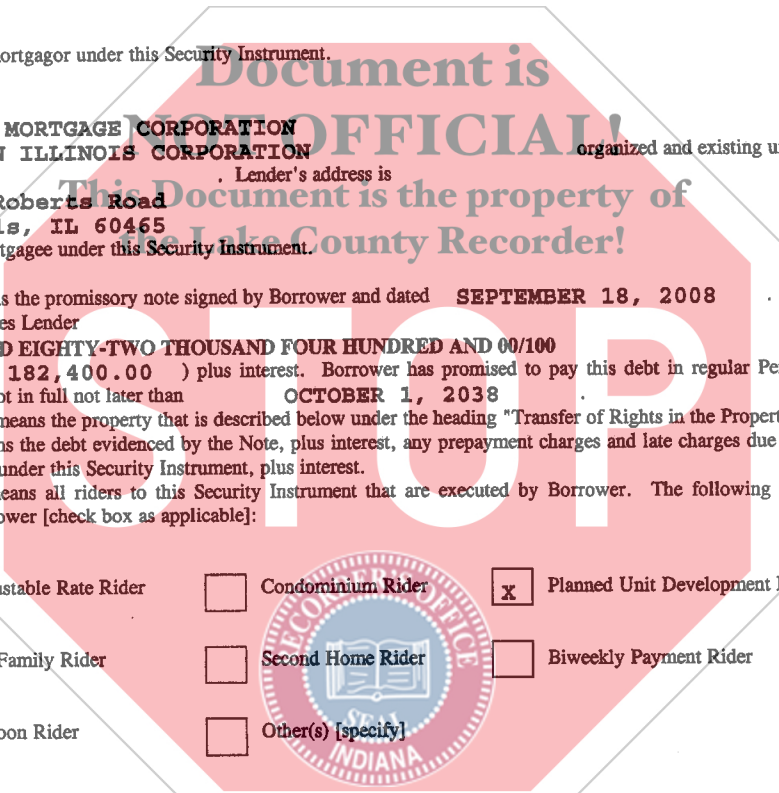 ortgagor under this Security Instrument.
Document is
MORTGAGE CORPORATION
NOT OFFICIAL!
N ILLINOIS CORPORATION organized and existing u
. Lender's address is
This Document is the property of
Roberts Road
ls, IL 60465
the Lake County Recorder!
tgagee under this Security Instrument.
s the promissory note signed by Borrower and dated SEPTEMBER 18, 2008 .
es Lender
D EIGHTY-TWO THOUSAND FOUR HUNDRED AND 00/100
182,400.00 ) plus interest. Borrower has promised to pay this debt in regular Pe
bt in full not later than OCTOBER 1, 2038 .
means the property that is described below under the heading "Transfer of Rights in the Propert
ns the debt evidenced by the Note, plus interest, any prepayment charges and late charges due
under this Security Instrument, plus interest.
eans all riders to this Security Instrument that are executed by Borrower. The following
ower [check box as applicable]:
STOP
stable Rate Rider Condominium Rider x Planned Unit Development
Family Rider Second Home Rider Biweekly Payment Rider
oon Rider Other(s) [specify]
RECORDER'S OFFICE
SEAL
INDIANA